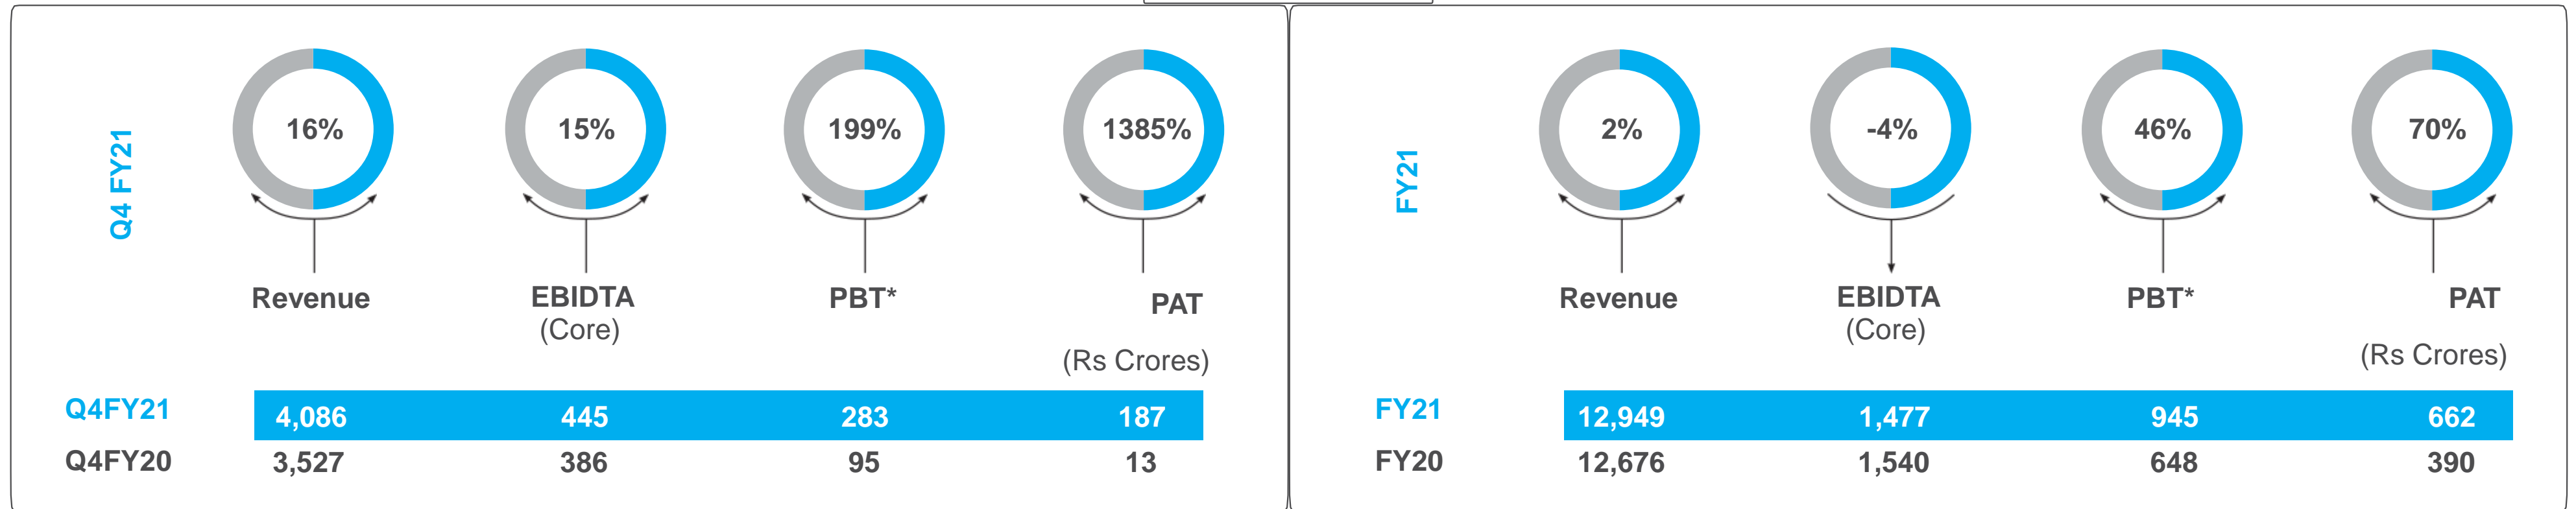 Q4 FY21
16%
15%
199%
1385%
Revenue
EBIDTA
(Core)
PBT*
PAT
(Rs Crores)
Q4FY21 4,086 445 283 187
Q4FY20 3,527 386 95 13
FY21
2%
-4%
46%
70%
Revenue
EBIDTA
(Core)
PBT*
PAT
(Rs Crores)
FY21 12,949 1,477 945 662
FY20 12,676 1,540 648 390